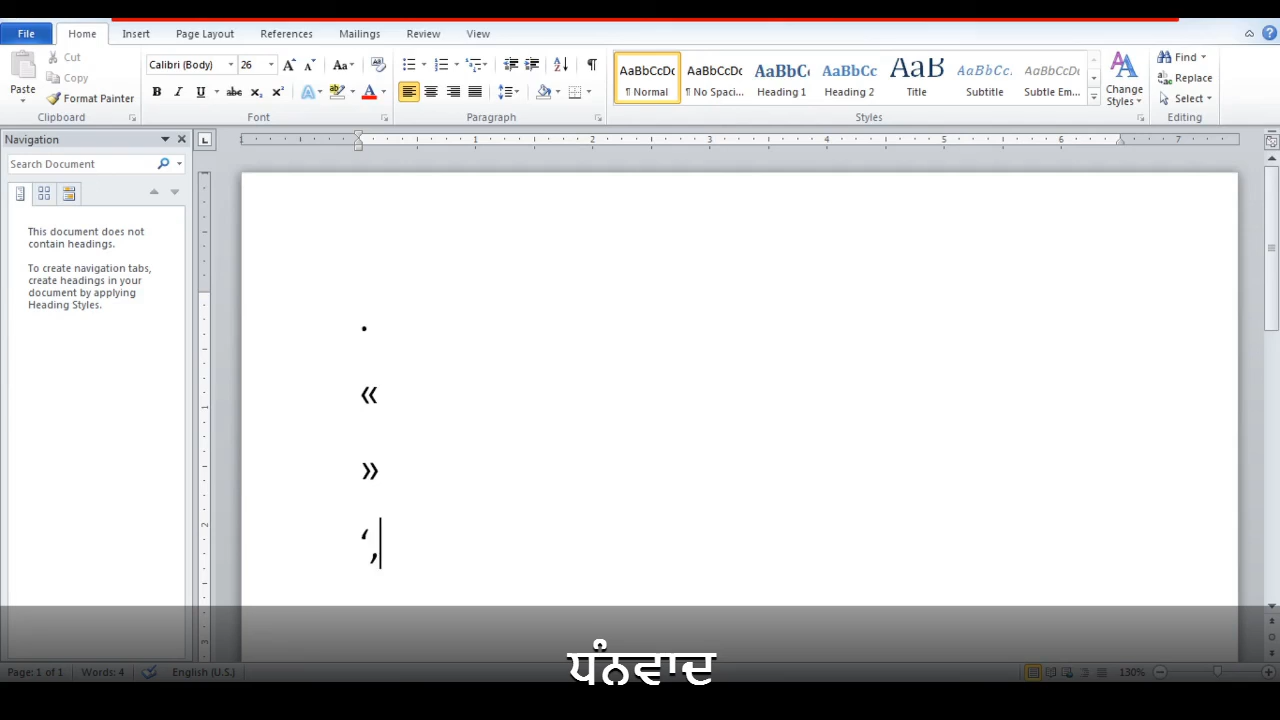 File Home Insert Page Layout References Mailings Review View
Cut
Copy
Format Painter
Paste
Clipboard
Calibri (Body) 26
Font
Paragraph
AaBbCcDc AaBbCcDc AaBbCc AaBbCc AaB AaBbCc. AaBbCcDc
¶ Normal ¶ No Spaci... Heading 1 Heading 2 Title Subtitle Subtle Em...
Change
Styles
Styles
Find
Replace
Select
Editing
Navigation
Search Document
This document does not
contain headings.
To create navigation tabs,
create headings in your
document by applying
Heading Styles.
.
«
»
‘,
ਧੰਨਵਾਦ
Page: 1 of 1 Words: 4 English (U.S.) 130%